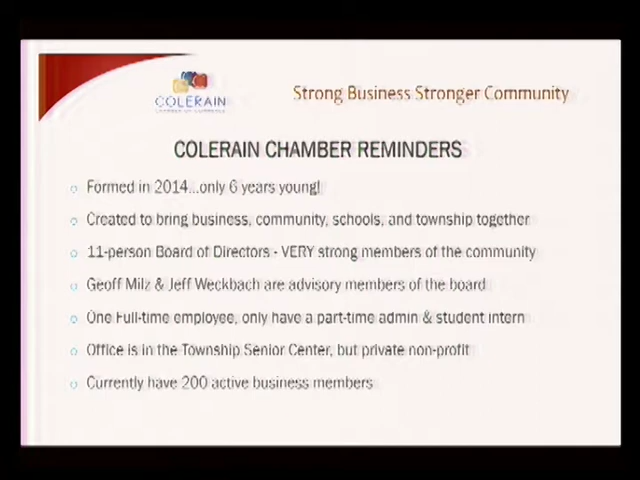 COLERAIN
CHAMBER OF COMMERCE
Strong Business Stronger Community
COLERAIN CHAMBER REMINDERS
Formed in 2014...only 6 years young!
Created to bring business, community, schools, and township together
11-person Board of Directors - VERY strong members of the community
Geoff Milz & Jeff Weckbach are advisory members of the board
One Full-time employee, only have a part-time admin & student intern
Office is in the Township Senior Center, but private non-profit
Currently have 200 active business members